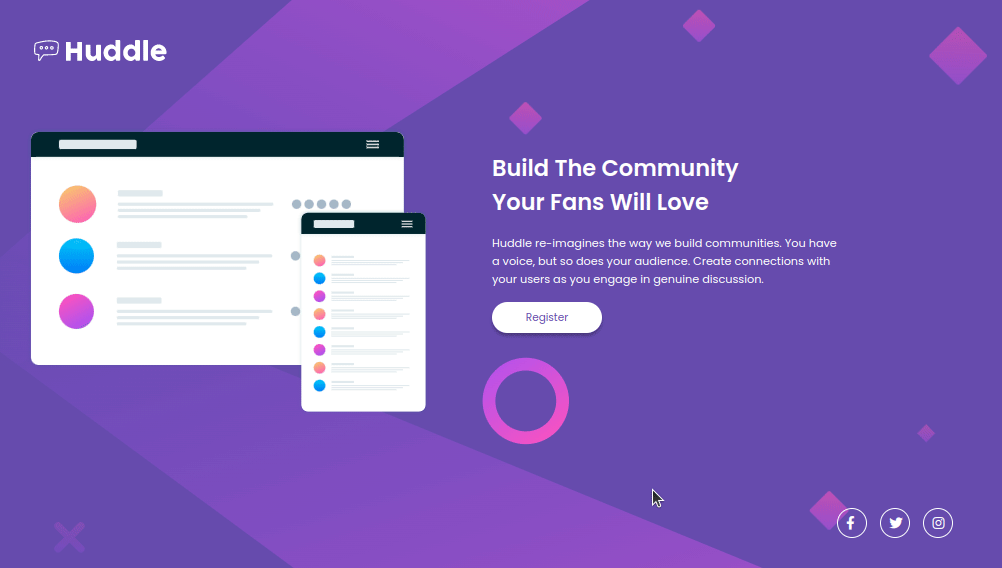 Huddle
Build The Community
Your Fans Will Love
Huddle re-imagines the way we build communities. You have
a voice, but so does your audience. Create connections with
your users as you engage in genuine discussion.
Register